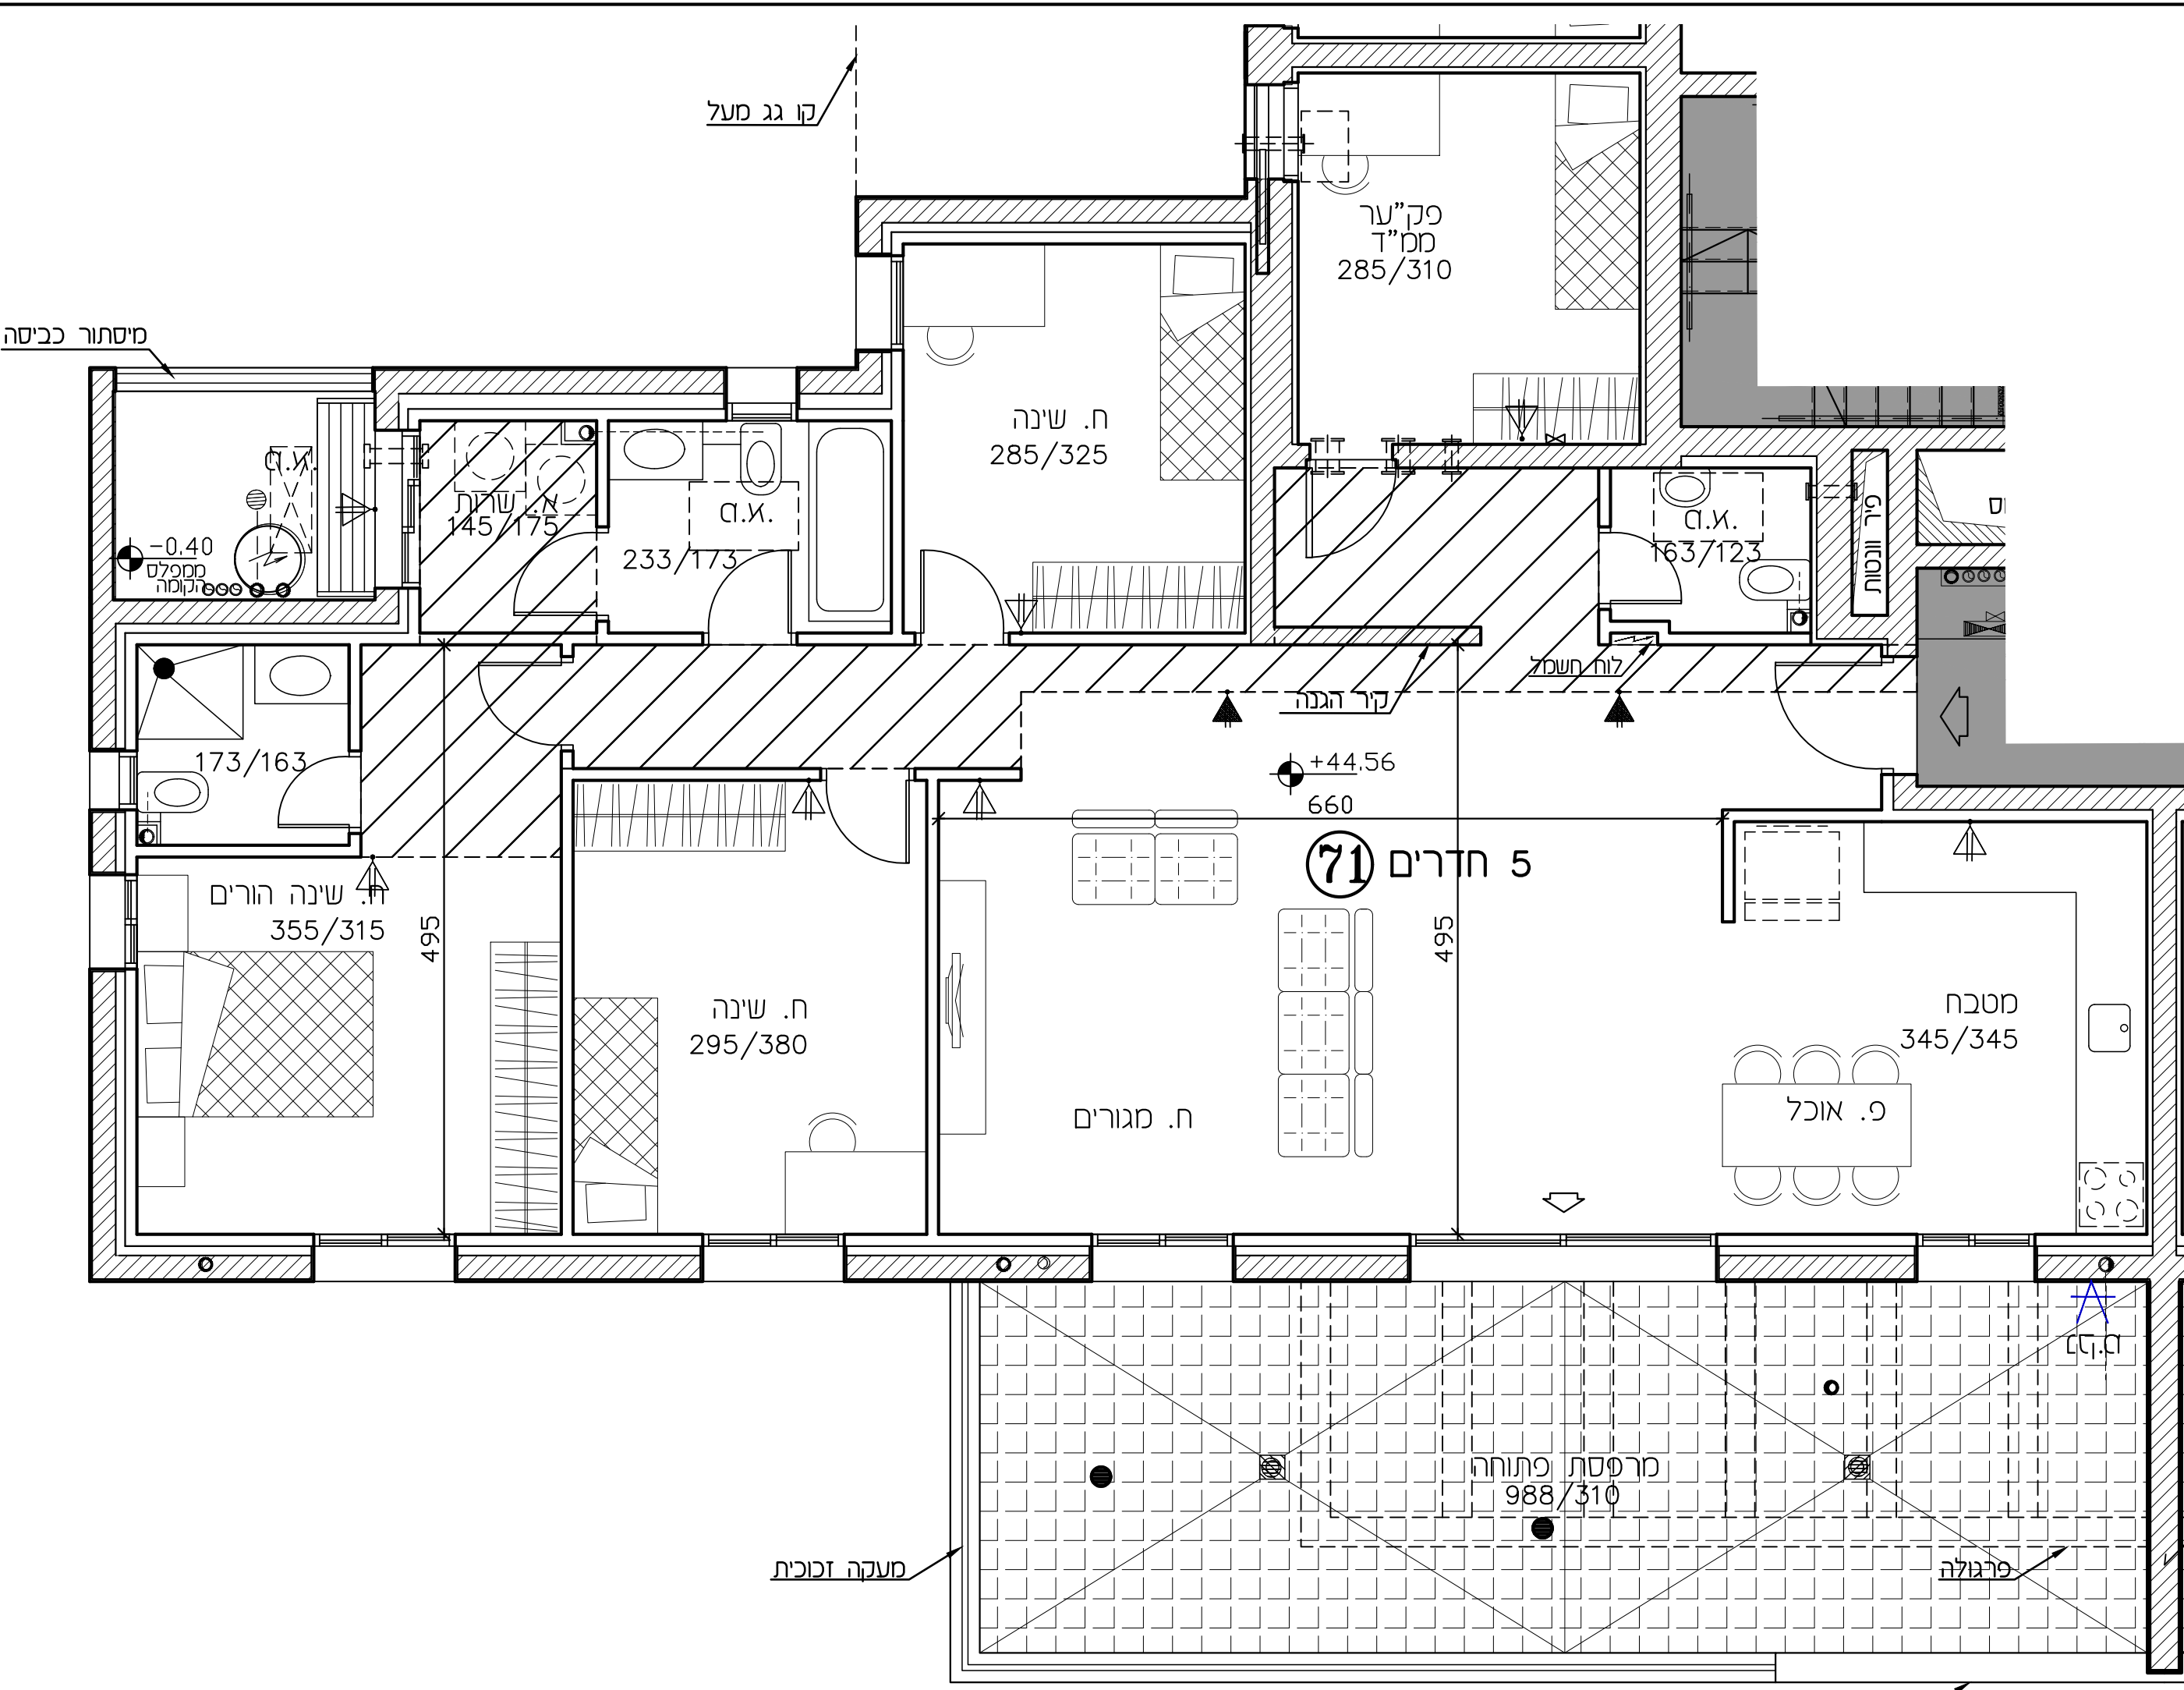 קו גג מעל
פק"ער
ממ"ד
285/310
מיסתור כביסה
ח. שינה
285/325
א. שרות
145/175
233/173
163/123
פיר וונטות
-0.40
ממפלס
הקומה
לוח חשמל
קיר הגנה
173/163
+44.56
660
71
5 חדרים
ח. שינה הורים
355/315
495
495
ח. שינה
295/380
מטבח
345/345
פ. אוכל
ח. מגורים
מרפסת פתוחה
988/310
מעקה זכוכית
פרגולה